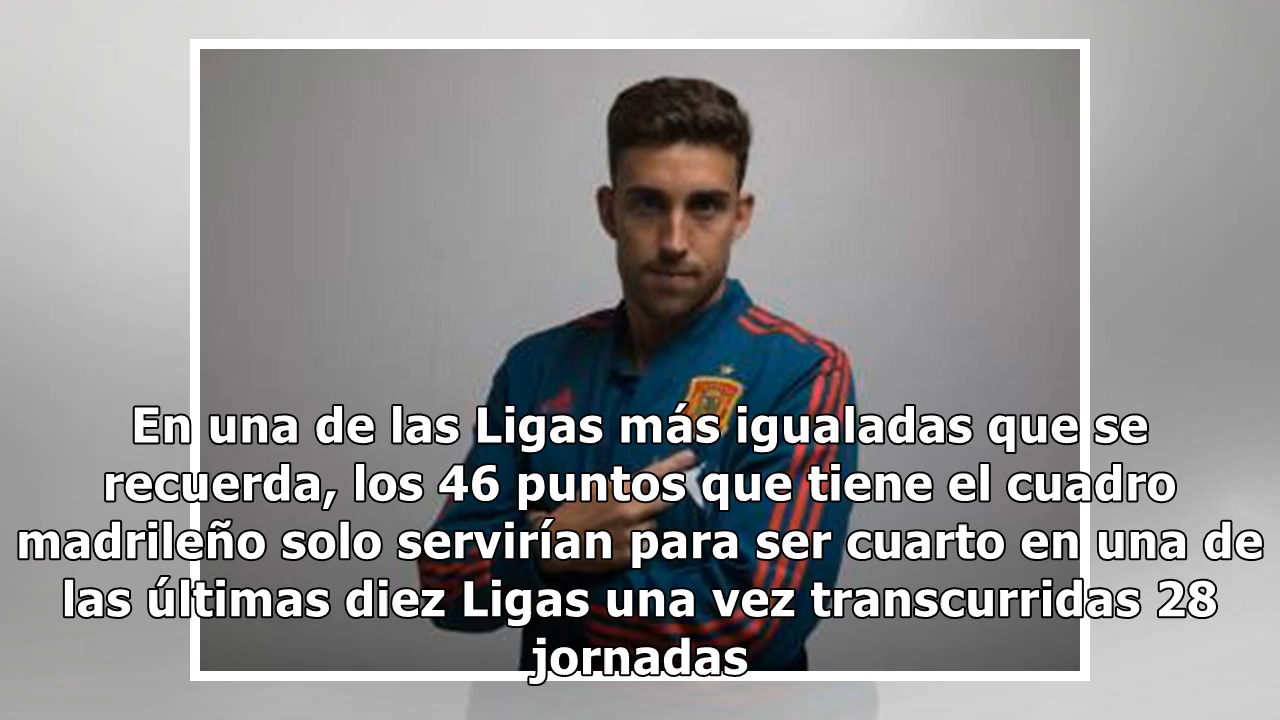 En una de las Ligas más igualadas que se
recuerda, los 46 puntos que tiene el cuadro
madrileño solo servirían para ser cuarto en una de
las últimas diez Ligas una vez transcurridas 28
jornadas